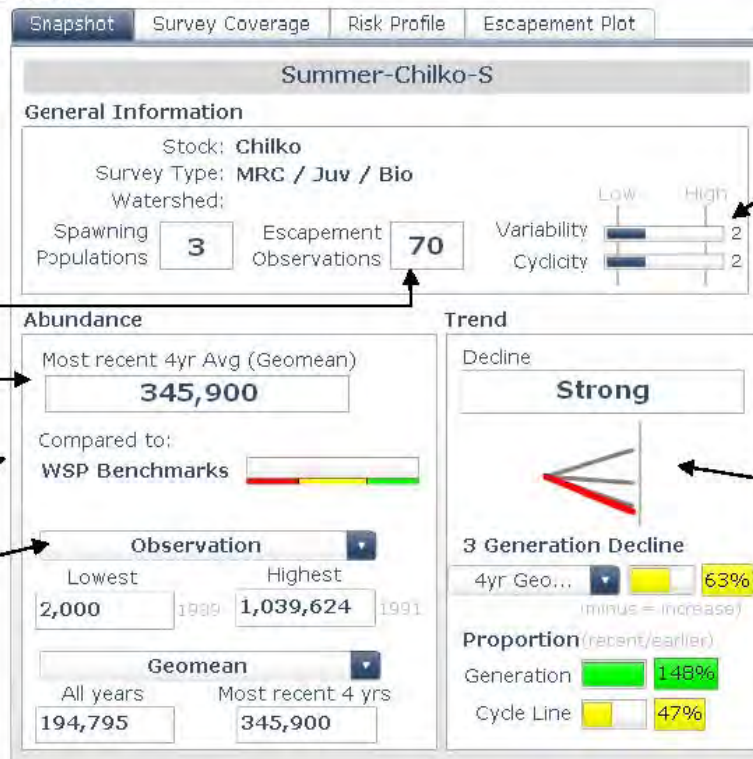 Snapshot Survey Coverage Risk Profile Escapement Plot
Summer-Chilko-S
General Information
Stock: Chilko
Survey Type: MRC / Juv / Bio
Watershed:
Low High
Spawning Populations 3
Escapement Observations 70
Variability 2
Cyclicity 2
Abundance
Most recent 4yr Avg (Geomean)
345,900
Compared to:
WSP Benchmarks
Observation
Lowest Highest
2,000 1939 1,039,624 1991
Geomean
All years Most recent 4 yrs
194,795 345,900
Trend
Decline
Strong
3 Generation Decline
4yr Geo... 63%
(minus = increase)
Proportion (recent/earlier)
Generation 148%
Cycle Line 47%